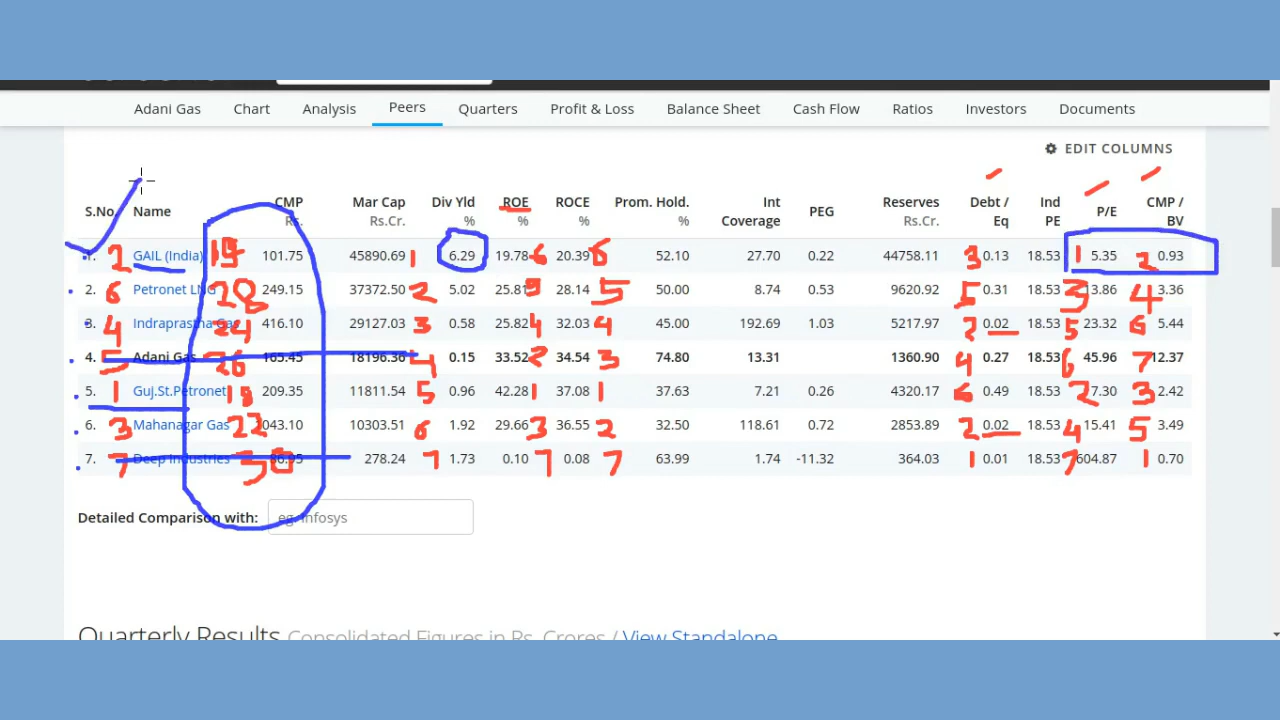 Adani Gas Chart Analysis Peers Quarters Profit & Loss Balance Sheet Cash Flow Ratios Investors Documents
EDIT COLUMNS
S.No. Name CMP Rs. Mar Cap Rs.Cr. Div Yld % ROE % ROCE % Prom. Hold. % Int Coverage PEG Reserves Rs.Cr. Debt / Eq Ind PE P/E CMP / BV
1. 2 GAIL (India) 101.75 45890.69 1 6.29 19.78 6 20.39 6 52.10 27.70 0.22 44758.11 3 0.13 18.53 1 5.35 2 0.93
2. 6 Petronet LNG 28 249.15 37372.50 2 5.02 25.81 5 28.14 5 50.00 8.74 0.53 9620.92 5 0.31 18.53 3 13.86 4 3.36
3. 4 Indraprastha Gas 24 416.10 29127.03 3 0.58 25.82 4 32.03 4 45.00 192.69 1.03 5217.97 2 0.02 18.53 5 23.32 6 5.44
4. 5 Adani Gas 26 165.45 18196.36 4 0.15 33.52 2 34.54 3 74.80 13.31 1360.90 4 0.27 18.53 6 45.96 7 12.37
5. 1 Guj.St.Petronet 18 209.35 11811.54 5 0.96 42.28 1 37.08 1 37.63 7.21 0.26 4320.17 6 0.49 18.53 2 7.30 3 2.42
6. 3 Mahanagar Gas 22 1043.10 10303.51 6 1.92 29.66 3 36.55 2 32.50 118.61 0.72 2853.89 2 0.02 18.53 4 15.41 5 3.49
7. 7 Deep Industries 30 86.95 278.24 7 1.73 0.10 7 0.08 7 63.99 1.74 -11.32 364.03 1 0.01 18.53 7 604.87 1 0.70
Detailed Comparison with: eg. Infosys
Quarterly Results Consolidated Figures in Rs. Crores / View Standalone